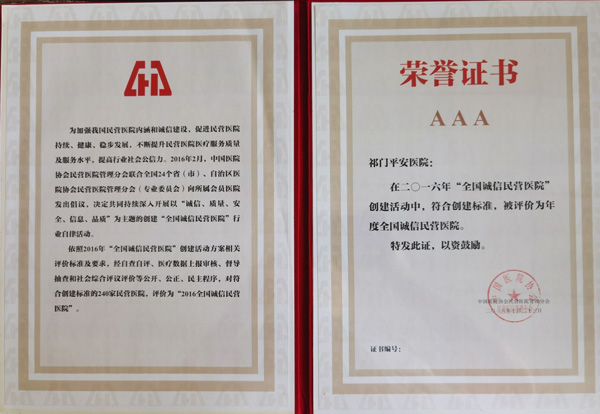 为加强我国民营医院内涵和诚信建设,促进民营医院
持续、健康、稳步发展,不断提升民营医院医疗服务质量
及服务水平,提高行业社会公信力。2016年2月,中国医院
协会民营医院管理分会联合全国24个省(市)、自治区医
院协会民营医院管理分会(专业委员会)向所属会员医院
发出倡议,决定共同持续深入开展以“诚信、质量、安
全、信息、品质”为主题的创建“全国诚信民营医院”行
业自律活动。
依照2016年“全国诚信民营医院”创建活动方案相关
评价标准及要求,经自查自评、医疗数据上报审核、督导
抽查和社会综合评议评价等公开、公正、民主程序,对符
合创建标准的240家民营医院,评价为“2016全国诚信民营
医院”。
荣誉证书
AAA
祁门平安医院:
在二〇一六年“全国诚信民营医院”
创建活动中,符合创建标准,被评价为年
度全国诚信民营医院。
特发此证,以资鼓励。
中国医院协会民营医院管理分会
证书编号: